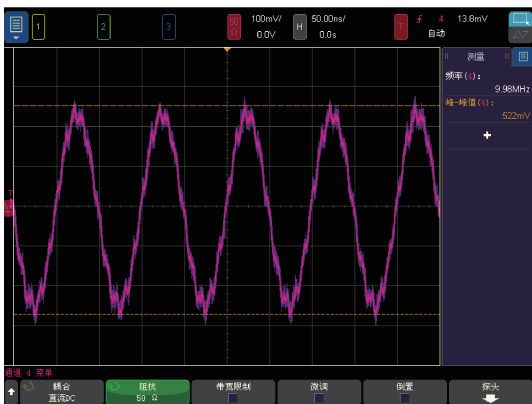 1
2
3
50 Ω
100mV/
0.0V
H
50.00ns/
0.0s
T
4
13.8mV
自动
测量
频率(4):
9.98MHz
峰-峰值(4):
522mV
T
通道 4 菜单
耦合
直流DC
阻抗
50 Ω
带宽限制
微调
倒置
探头